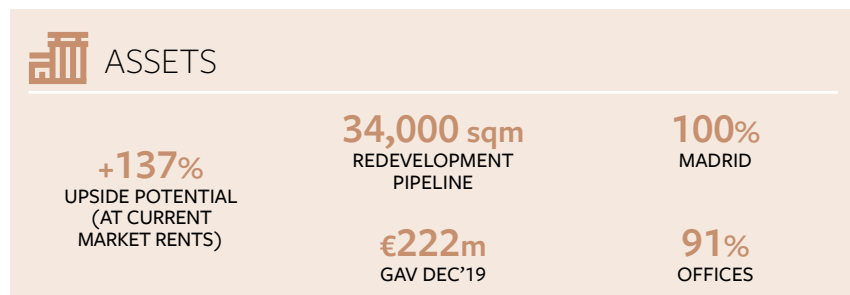 ASSETS
+137%
UPSIDE POTENTIAL
(AT CURRENT
MARKET RENTS)
34,000 sqm
REDEVELOPMENT
PIPELINE
€222m
GAV DEC’19
100%
MADRID
91%
OFFICES